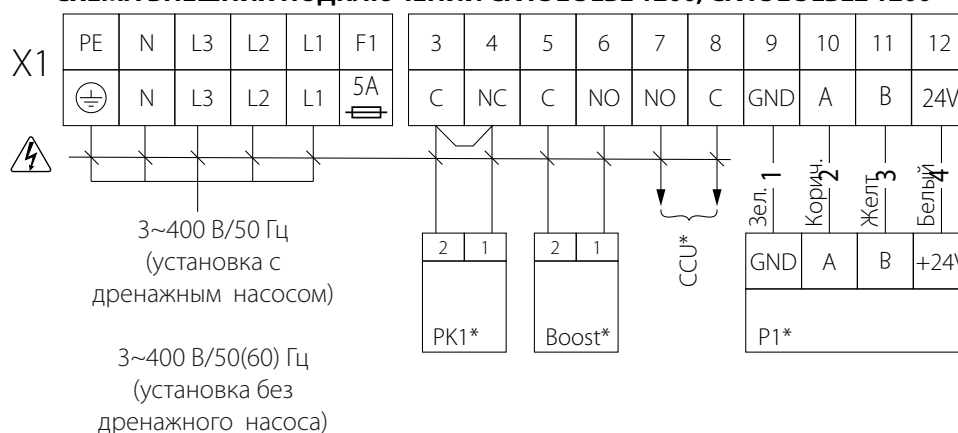 X1
PE N L3 L2 L1 F1 3 4 5 6 7 8 9 10 11 12
N L3 L2 L1 5A C NC C NO NO C GND A B 24V
Зел. 1 Корич. 2 Желт 3 Белый 4
3~400 В/50 Гц
(установка с
дренажным насосом)
2 1 2 1
CCU*
GND A B +24V
PK1* Boost* P1*
3~400 В/50(60) Гц
(установка без
дренажного насоса)